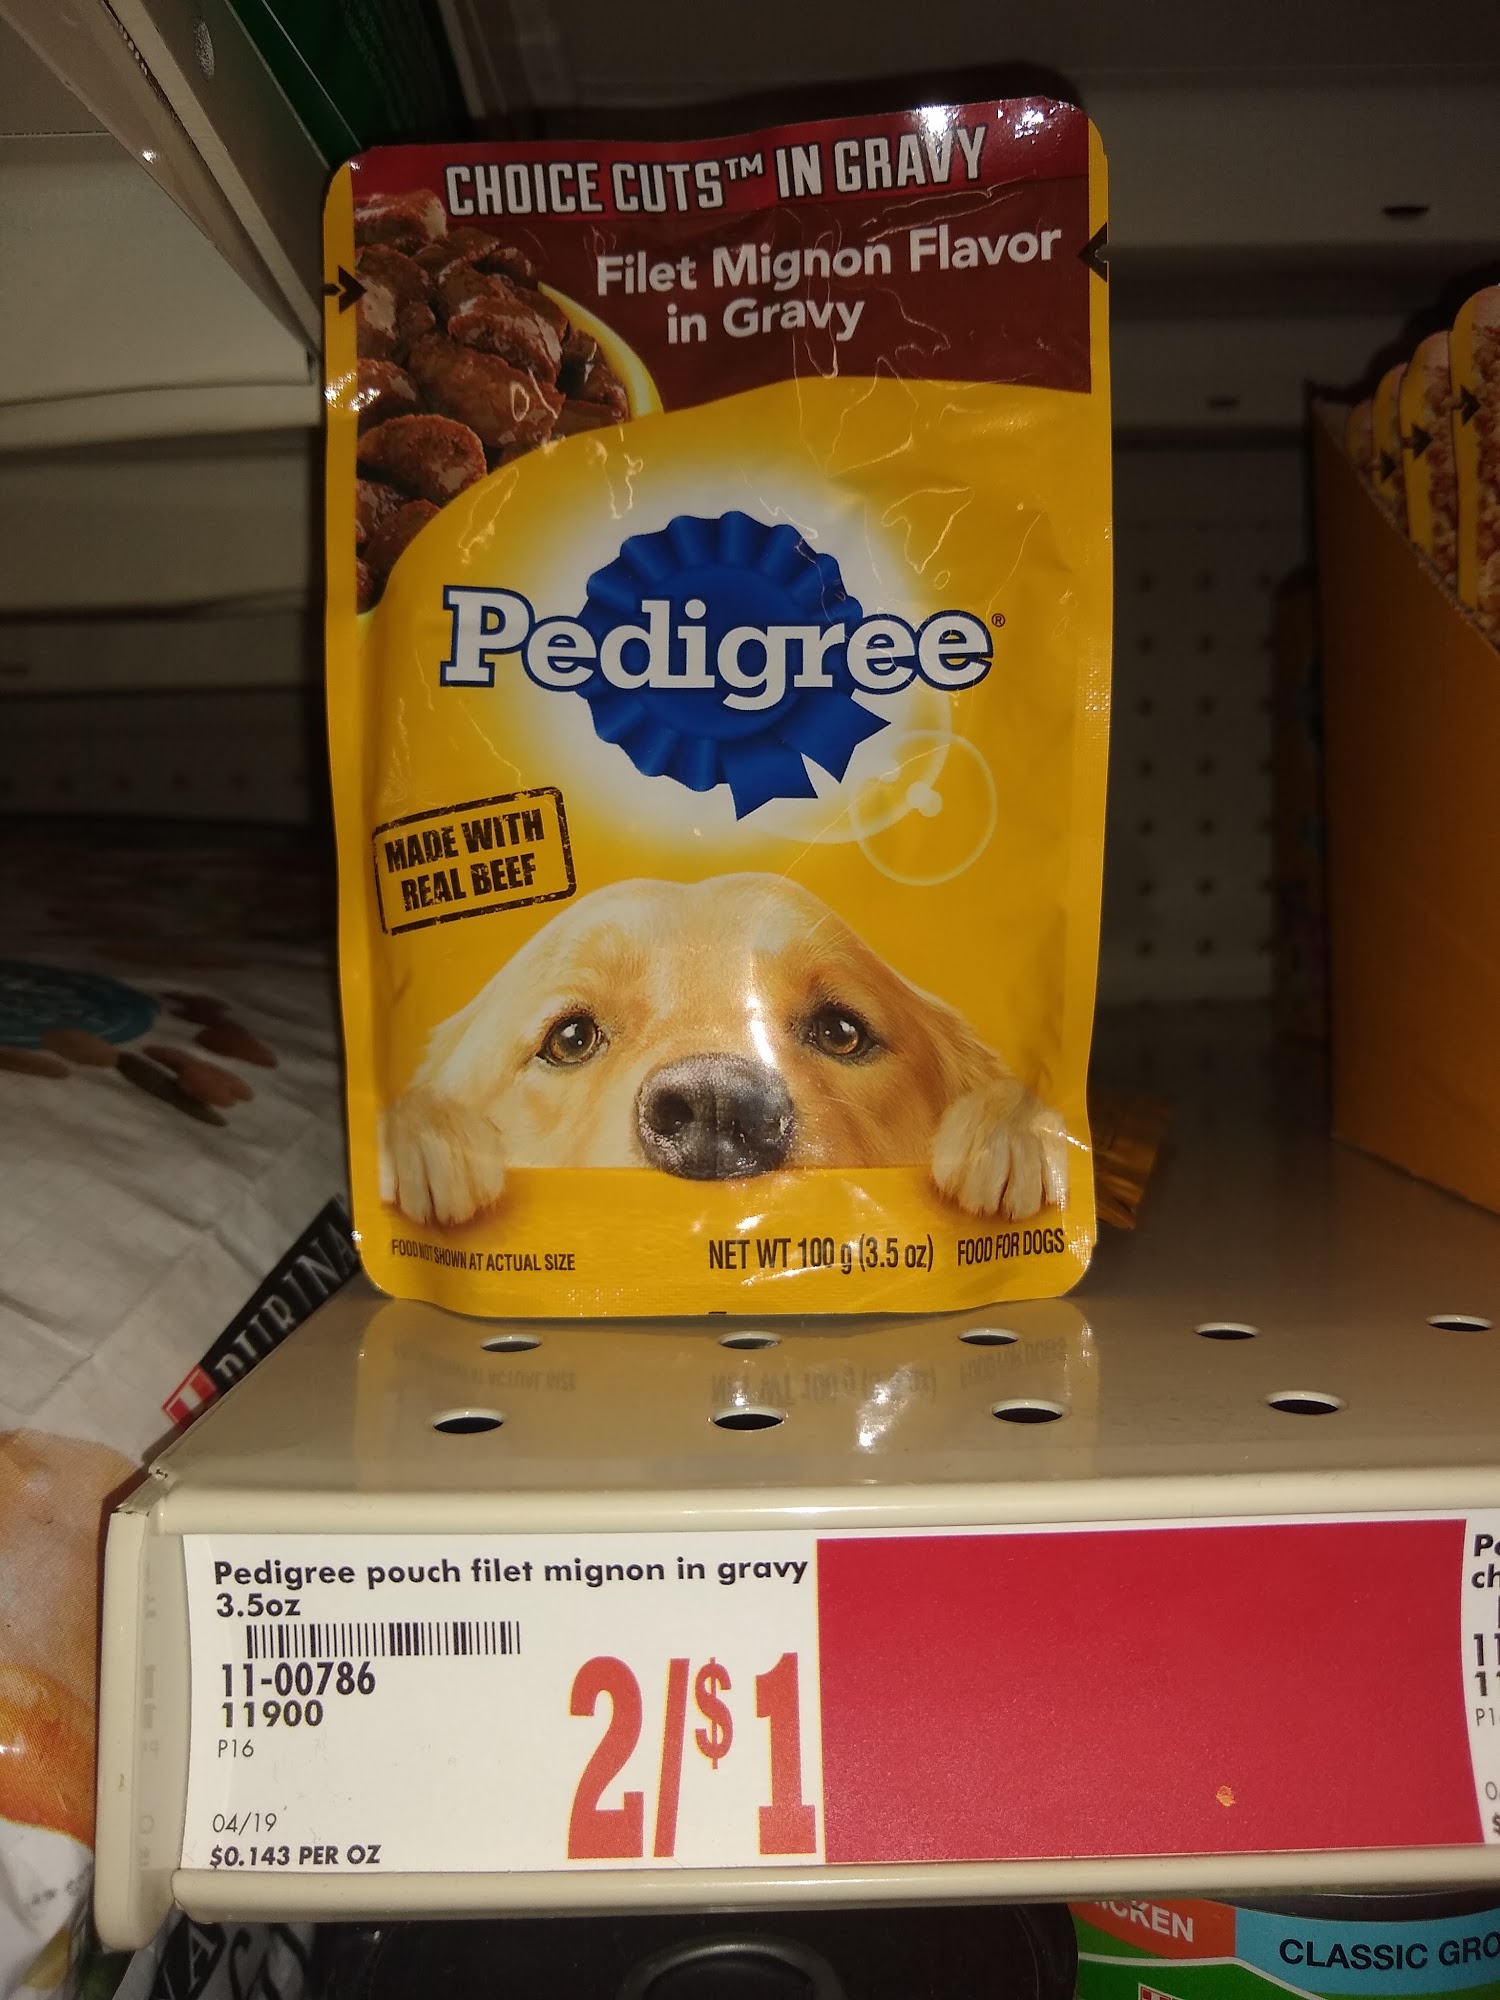 CHOICE CUTS™ IN GRAVY
Filet Mignon Flavor
in Gravy
Pedigree®
MADE WITH
REAL BEEF
FOOD NOT SHOWN AT ACTUAL SIZE
NET WT 100 g (3.5 oz) FOOD FOR DOGS
PURINA
Pedigree pouch filet mignon in gravy
3.5oz
11-00786
11900
P16
2/$1
04/19
$0.143 PER OZ
CLASSIC